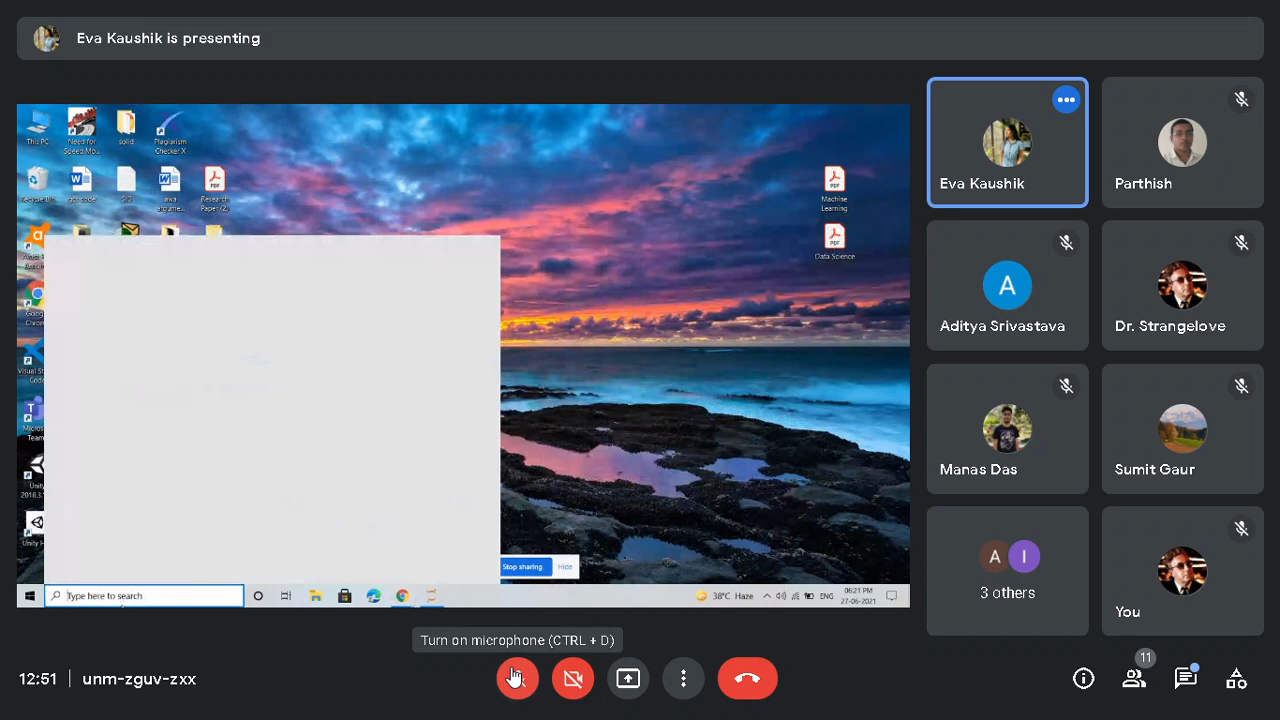 Eva Kaushik is presenting
This PC
Need for
Speed Mo...
solid
Plagiarism
Checker X
Recycle Bin
Research
Paper (2)
Machine
Learning
Data Science
Stop sharing
Hide
Type here to search
38°C Haze
ENG
06:21 PM
27-06-2021
Eva Kaushik
Parthish
A
Aditya Srivastava
Dr. Strangelove
Manas Das
Sumit Gaur
A
I
3 others
You
Turn on microphone (CTRL + D)
12:51
unm-zguv-zxx
11